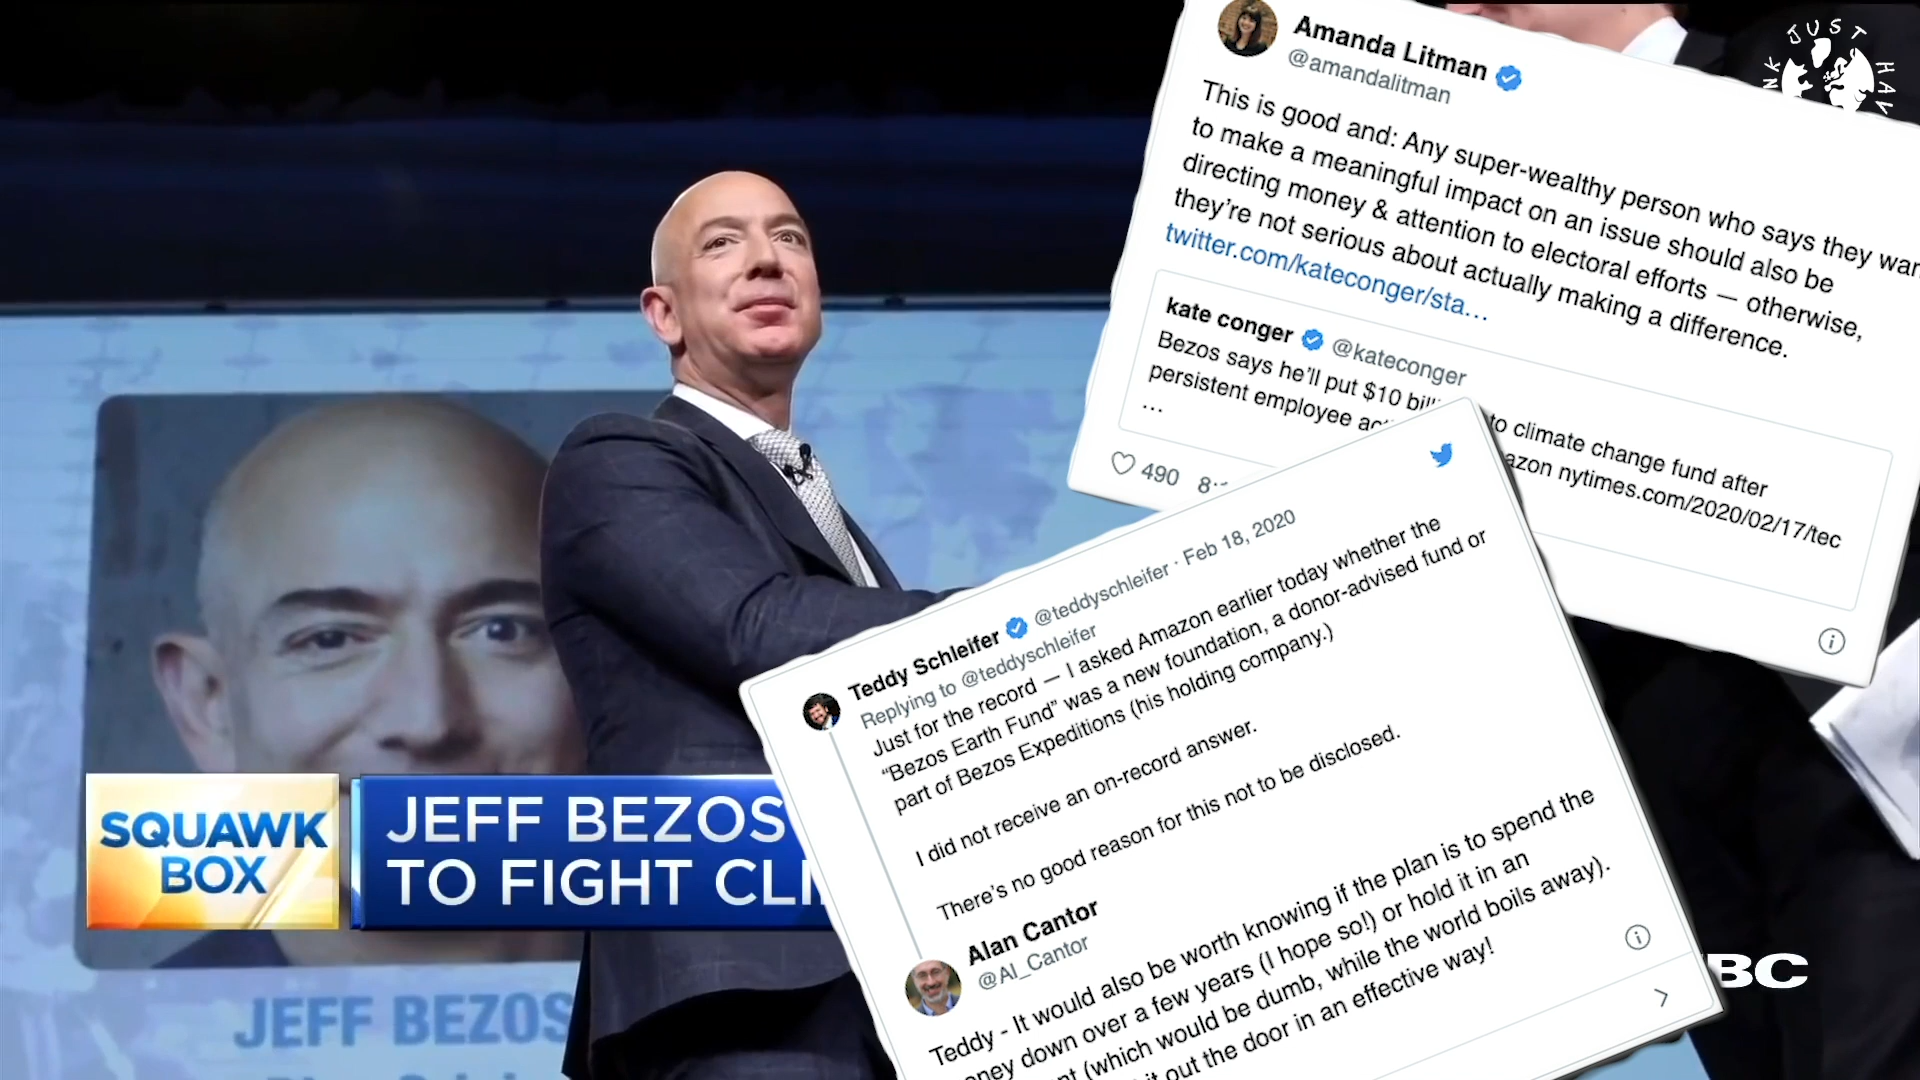 JUST
HAV
NK
Amanda Litman
@amandalitman
This is good and: Any super-wealthy person who says they
to make a meaningful impact on an issue should also be
directing money & attention to electoral efforts — otherwise,
they're not serious about actually making a difference.
twitter.com/kateconger/sta…
kate conger @kateconger
Bezos says he'll put $10 to climate change fund after
persistent employee nytimes.com/2020/02/17/tec
…
490
Teddy Schleifer @teddyschleifer · Feb 18, 2020
Replying to @teddyschleifer
Just for the record — I asked Amazon earlier today whether the
“Bezos Earth Fund” was a new foundation, a donor-advised fund or
part of Bezos Expeditions (his holding company.)
I did not receive an on-record answer.
There's no good reason for this not to be disclosed.
Alan Cantor
@Al_Cantor
Teddy - It would also be worth knowing if the plan is to spend the
down over a few years (I hope so!) or hold it in an
(which would be dumb, while the world boils away).
it out the door in an effective way!
SQUAWK
BOX
JEFF BEZOS
TO FIGHT
JEFF BEZOS
BC